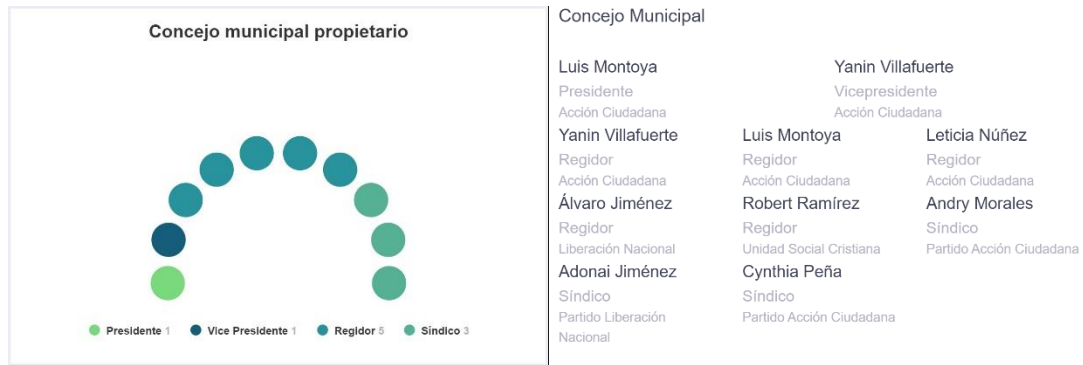 Concejo municipal propietario
Presidente 1 Vice Presidente 1 Regidor 5 Síndico 3
Concejo Municipal
Luis Montoya Yanin Villafuerte
Presidente Vicepresidente
Acción Ciudadana Acción Ciudadana
Yanin Villafuerte Luis Montoya Leticia Núñez
Regidor Regidor Regidor
Acción Ciudadana Acción Ciudadana Acción Ciudadana
Álvaro Jiménez Robert Ramírez Andry Morales
Regidor Regidor Síndico
Liberación Nacional Unidad Social Cristiana Partido Acción Ciudadana
Adonai Jiménez Cynthia Peña
Síndico Síndico
Partido Liberación Partido Acción Ciudadana
Nacional